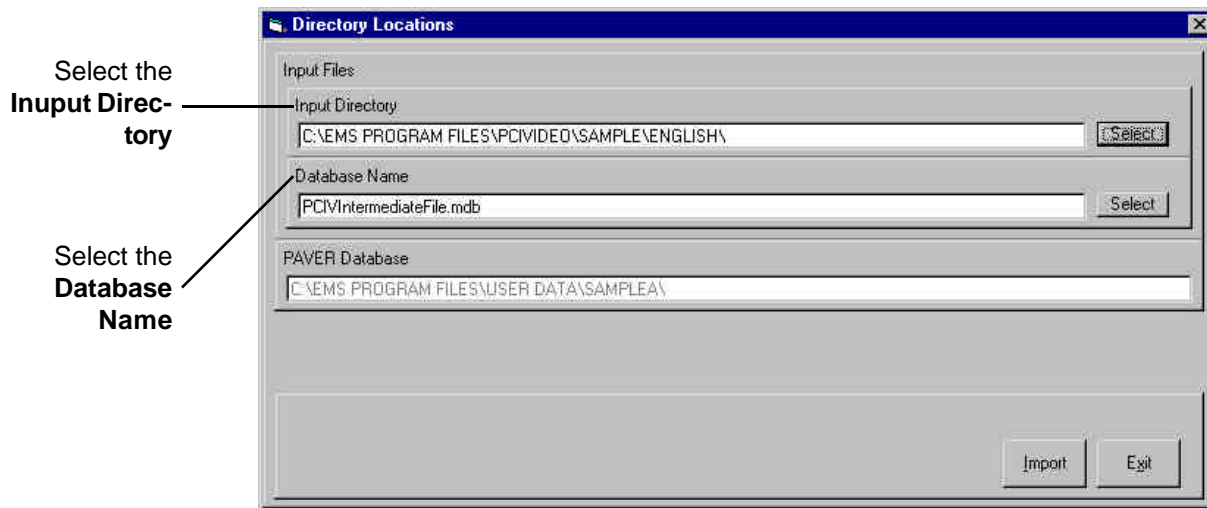 Directory Locations
Select the
Inuput Direc-
tory
Input Files
Input Directory
C:\EMS PROGRAM FILES\PCIVIDEO\SAMPLE\ENGLISH\
Select
Database Name
PCIVIntermediateFile.mdb
Select
Select the
Database
Name
PAVER Database
C:\EMS PROGRAM FILES\USER DATA\SAMPLEA\
Import
Exit